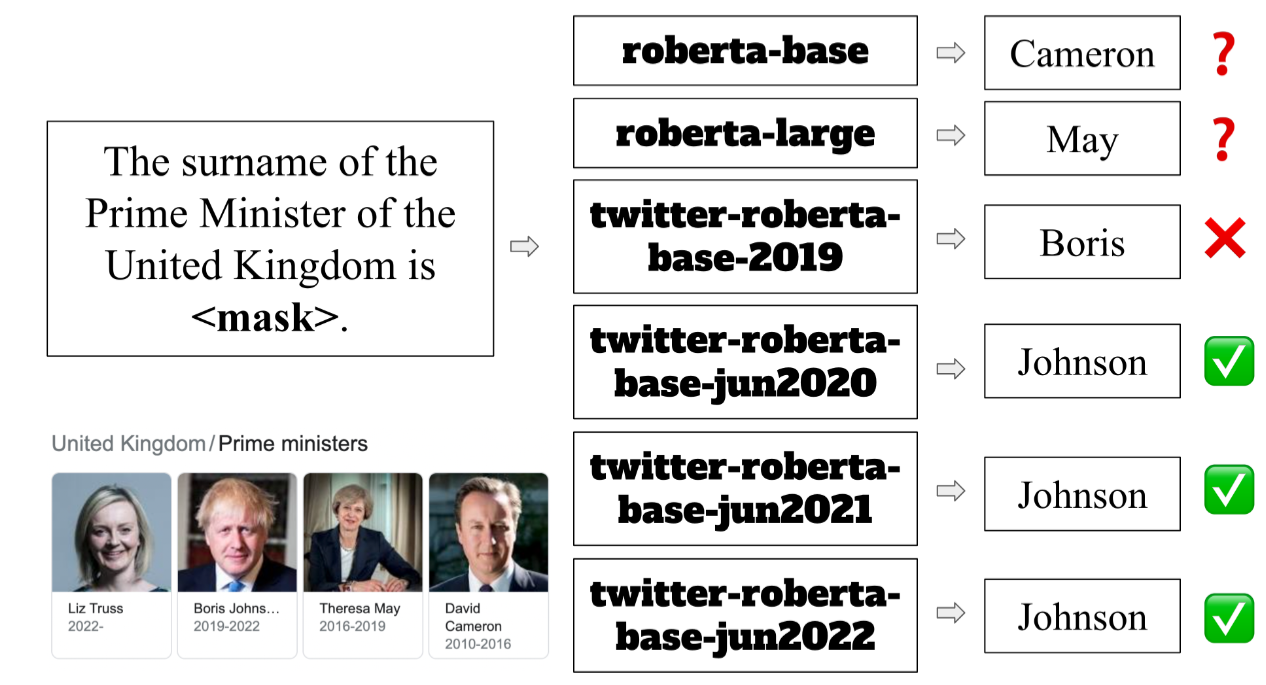 The surname of the
Prime Minister of the
United Kingdom is
<mask>.
roberta-base
Cameron
roberta-large
May
twitter-roberta-
base-2019
Boris
twitter-roberta-
base-jun2020
Johnson
twitter-roberta-
base-jun2021
Johnson
twitter-roberta-
base-jun2022
Johnson
United Kingdom/Prime ministers
Liz Truss
2022-
Boris Johns...
2019-2022
Theresa May
2016-2019
David
Cameron
2010-2016